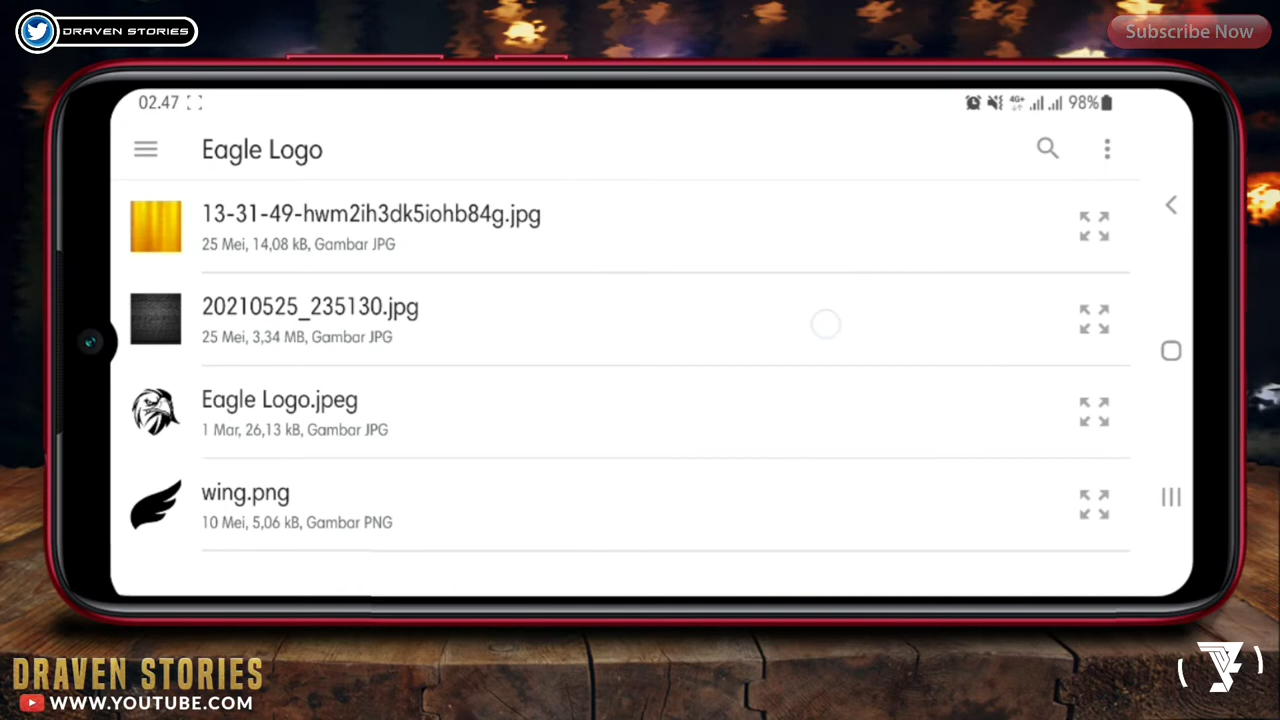 DRAVEN STORIES
Subscribe Now
02.47
4G+
98%
Eagle Logo
13-31-49-hwm2ih3dk5iohb84g.jpg
25 Mei, 14,08 kB, Gambar JPG
20210525_235130.jpg
25 Mei, 3,34 MB, Gambar JPG
Eagle Logo.jpeg
1 Mar, 26,13 kB, Gambar JPG
wing.png
10 Mei, 5,06 kB, Gambar PNG
DRAVEN STORIES
WWW.YOUTUBE.COM